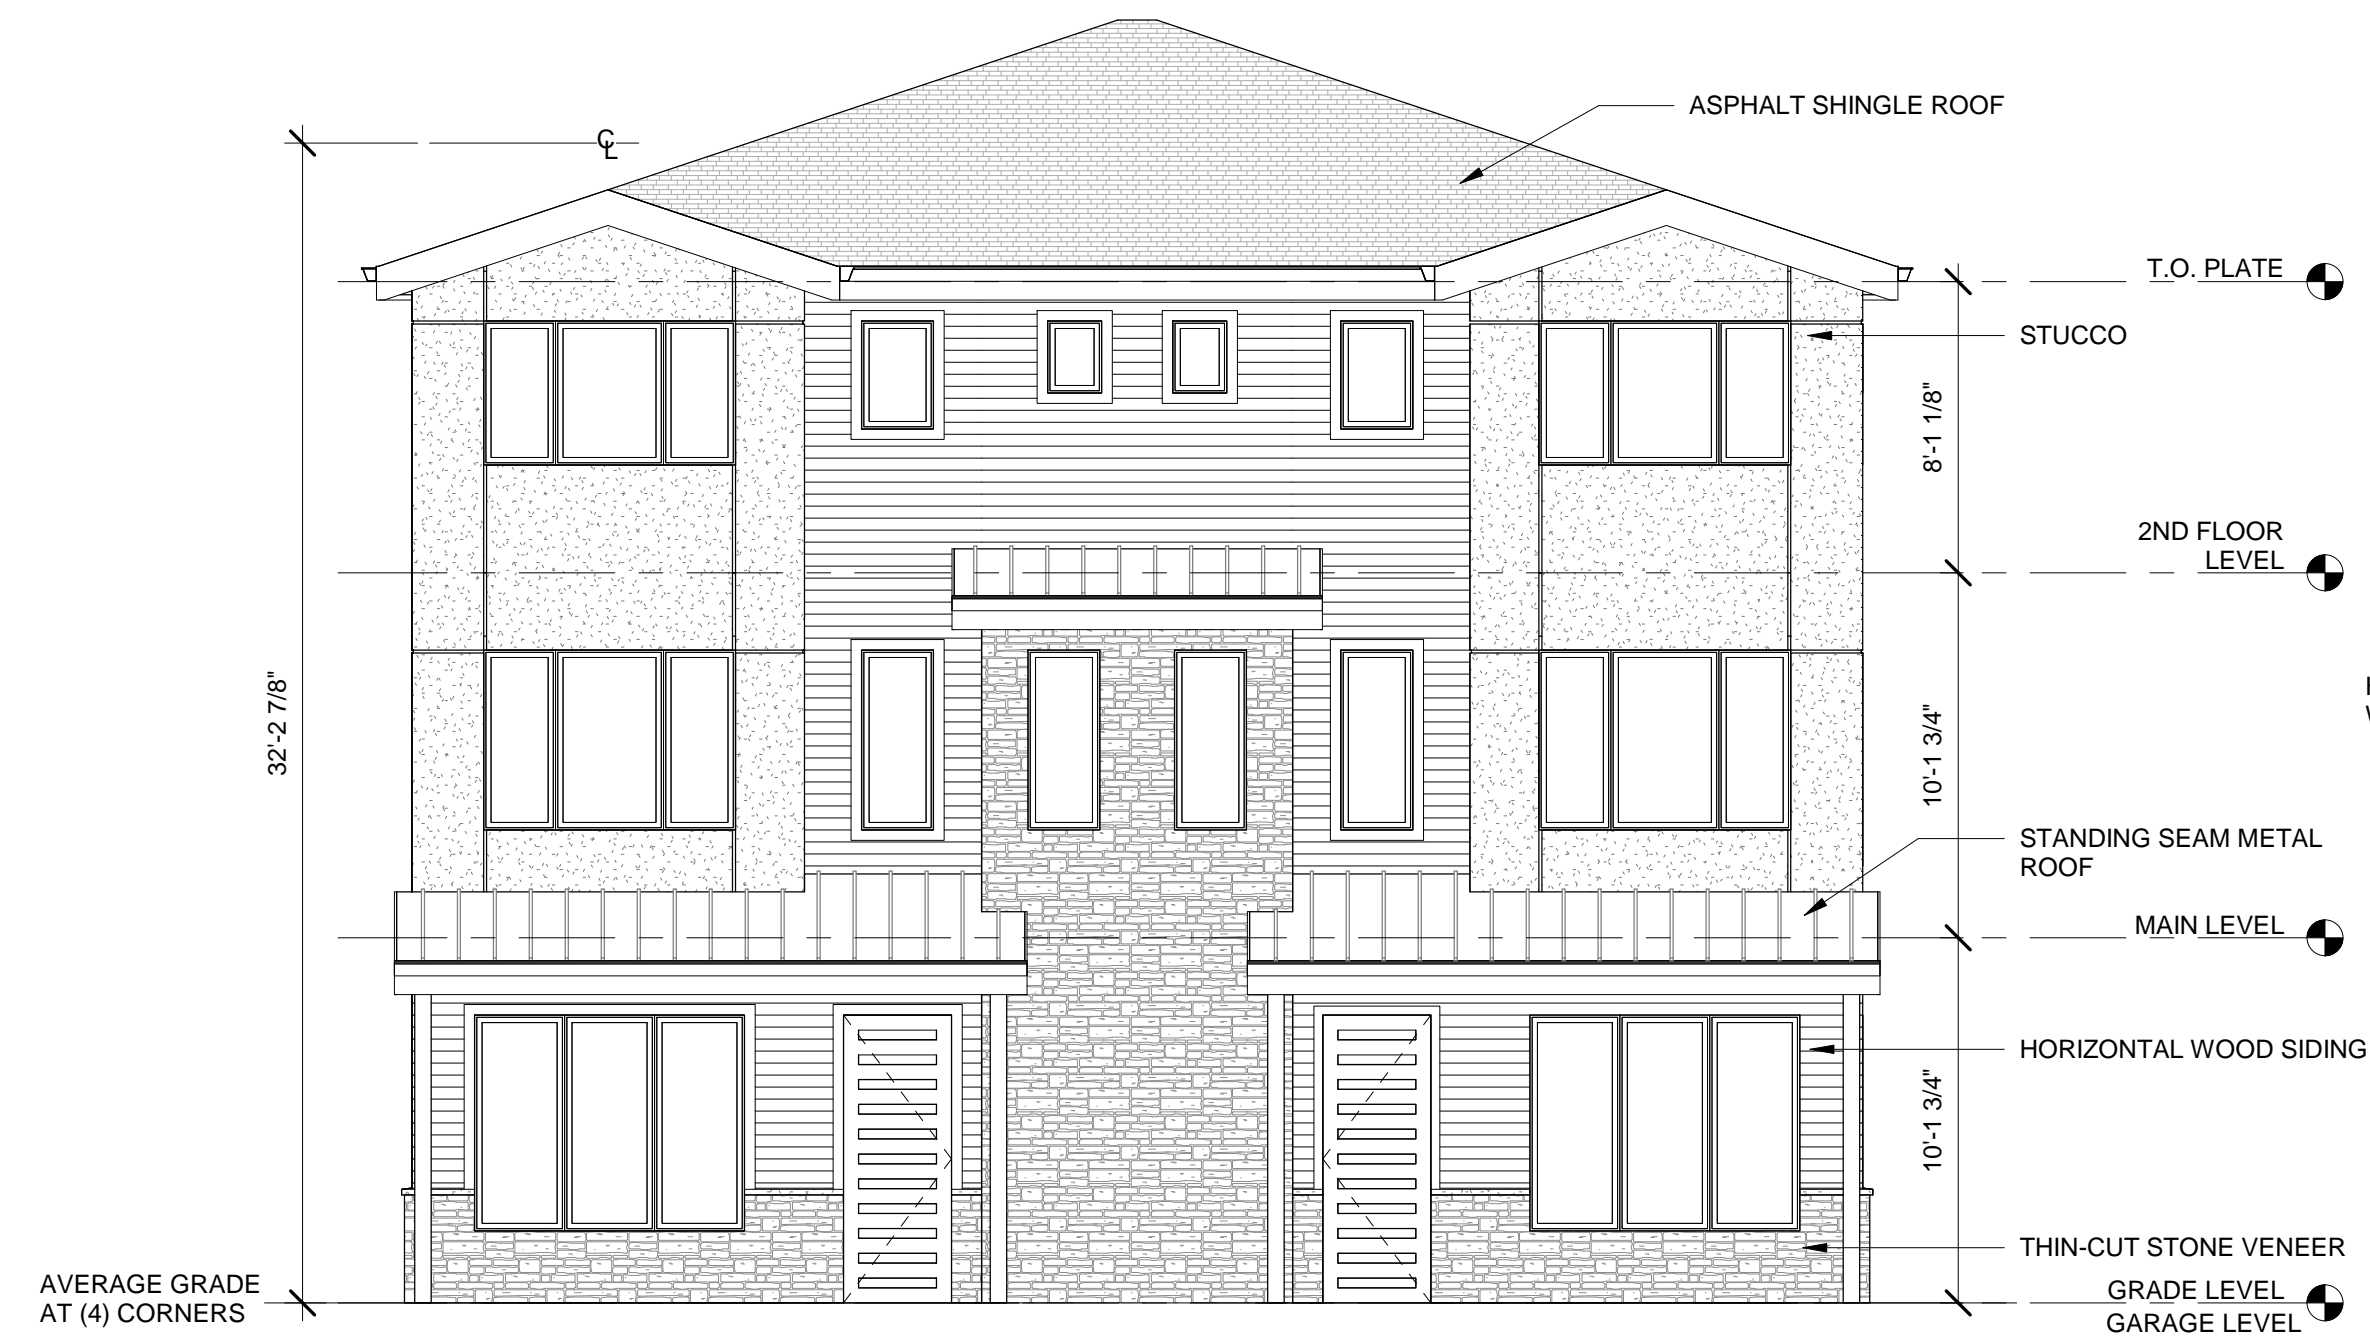 ASPHALT SHINGLE ROOF
℄
T.O. PLATE
STUCCO
8'-1 1/8"
2ND FLOOR
LEVEL
32'-2 7/8"
10'-1 3/4"
STANDING SEAM METAL
ROOF
MAIN LEVEL
HORIZONTAL WOOD SIDING
10'-1 3/4"
THIN-CUT STONE VENEER
AVERAGE GRADE
AT (4) CORNERS
GRADE LEVEL
GARAGE LEVEL